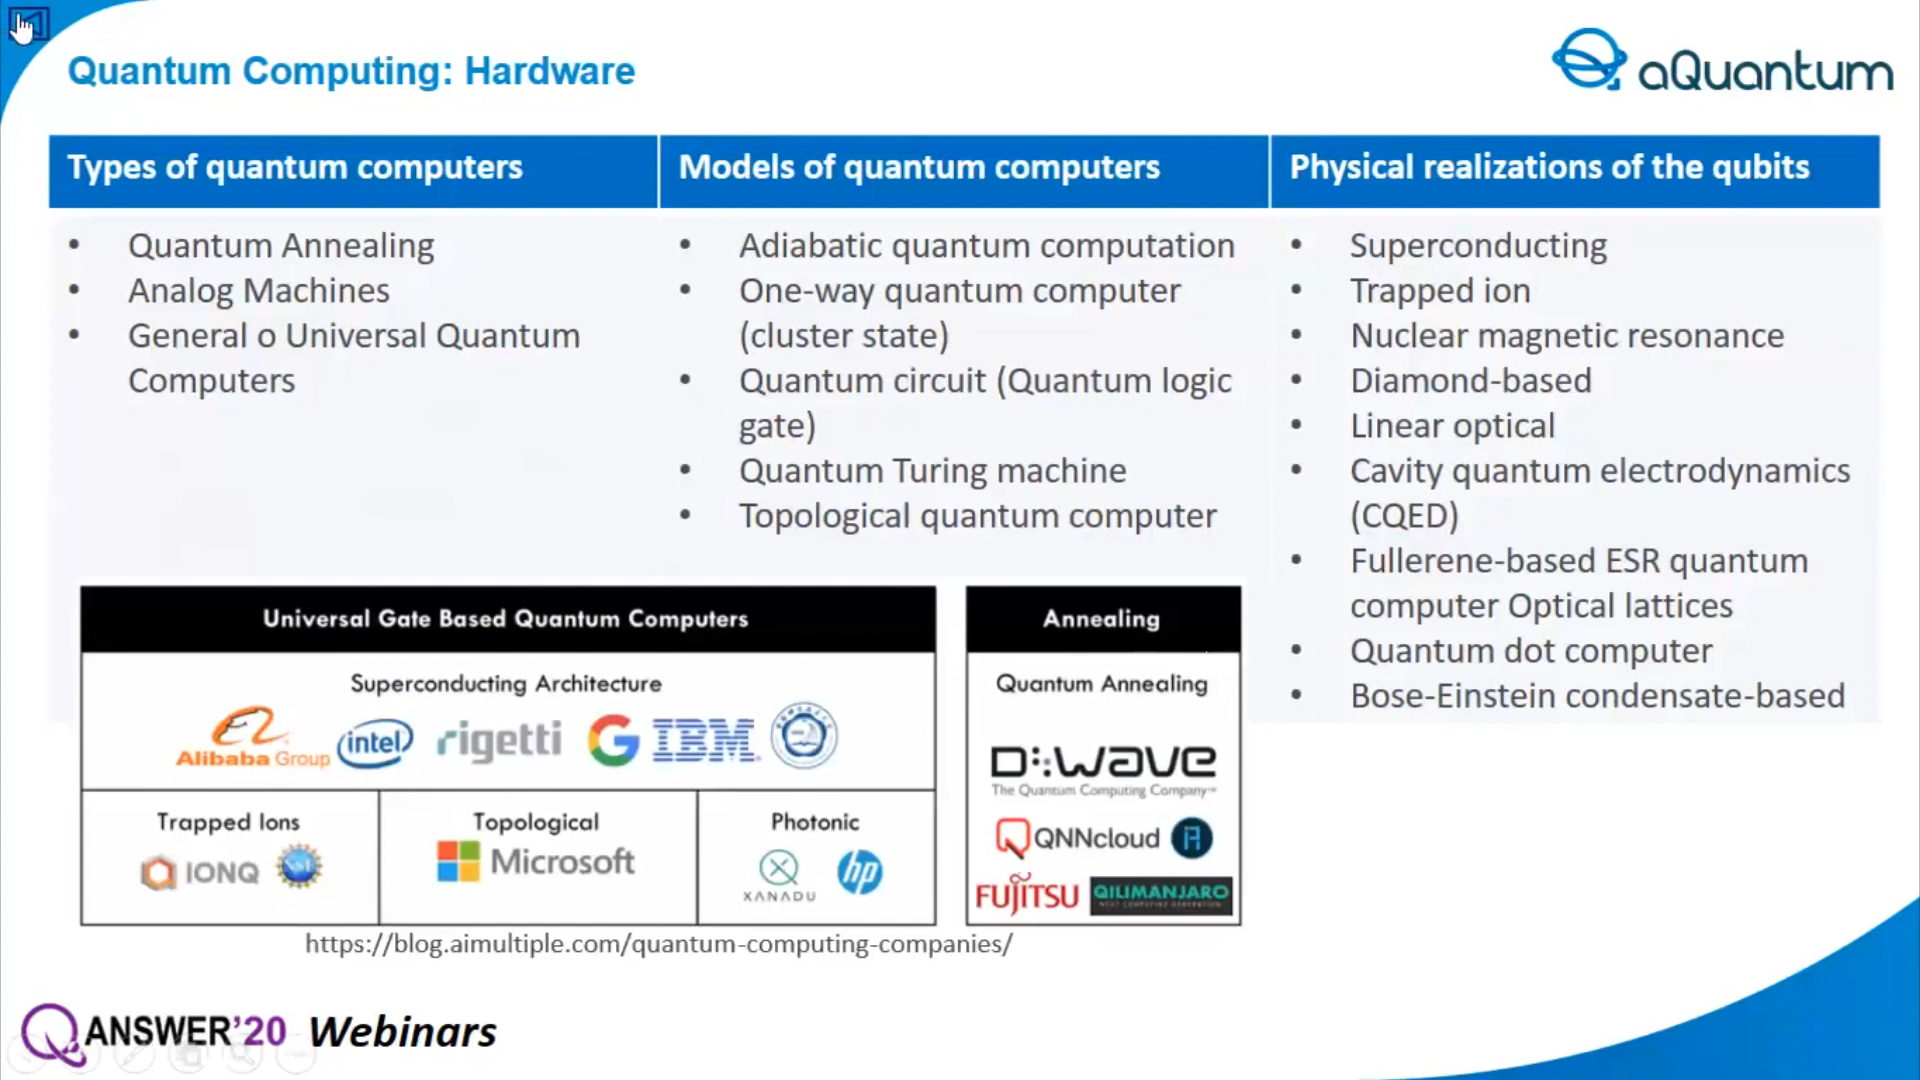 Quantum Computing: Hardware
aQuantum
Types of quantum computers
• Quantum Annealing
• Analog Machines
• General o Universal Quantum
Computers
Models of quantum computers
• Adiabatic quantum computation
• One-way quantum computer
(cluster state)
• Quantum circuit (Quantum logic
gate)
• Quantum Turing machine
• Topological quantum computer
Physical realizations of the qubits
• Superconducting
• Trapped ion
• Nuclear magnetic resonance
• Diamond-based
• Linear optical
• Cavity quantum electrodynamics
(CQED)
• Fullerene-based ESR quantum
computer Optical lattices
• Quantum dot computer
• Bose-Einstein condensate-based
Universal Gate Based Quantum Computers
Superconducting Architecture
Alibaba Group intel rigetti G IBM
Trapped Ions
IONQ NSF
Topological
Microsoft
Photonic
XANADU hp
Annealing
Quantum Annealing
D:wave
The Quantum Computing Company™
QNNcloud
FUJITSU QILIMANJARO
https://blog.aimultiple.com/quantum-computing-companies/
QANSWER'20 Webinars